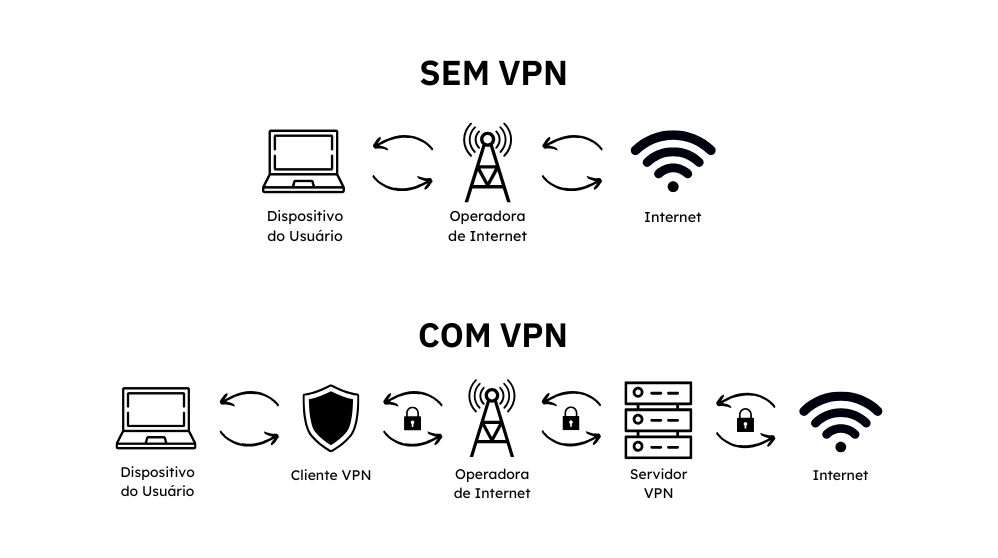 SEM VPN
Dispositivo
do Usuário
Operadora
de Internet
Internet
COM VPN
Dispositivo
do Usuário
Cliente VPN
Operadora
de Internet
Servidor
VPN
Internet